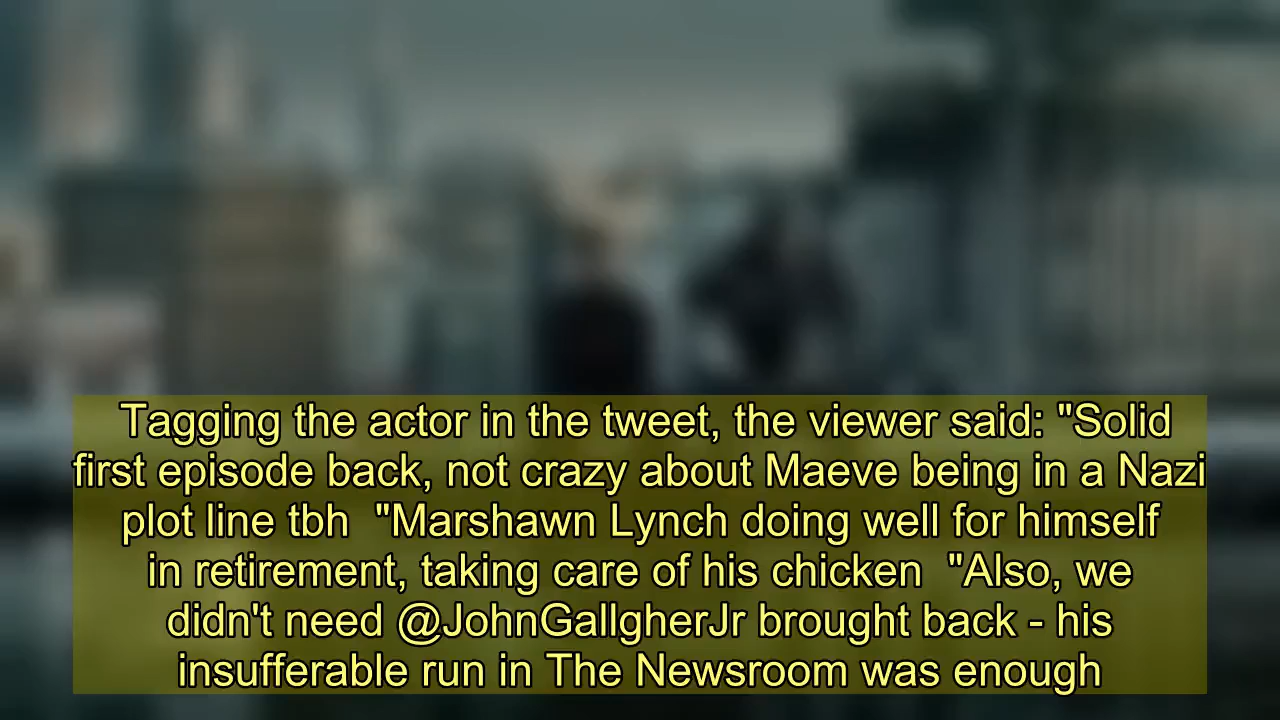 Tagging the actor in the tweet, the viewer said: "Solid
first episode back, not crazy about Maeve being in a Nazi
plot line tbh  "Marshawn Lynch doing well for himself
in retirement, taking care of his chicken  "Also, we
didn't need @JohnGallgherJr brought back - his
insufferable run in The Newsroom was enough